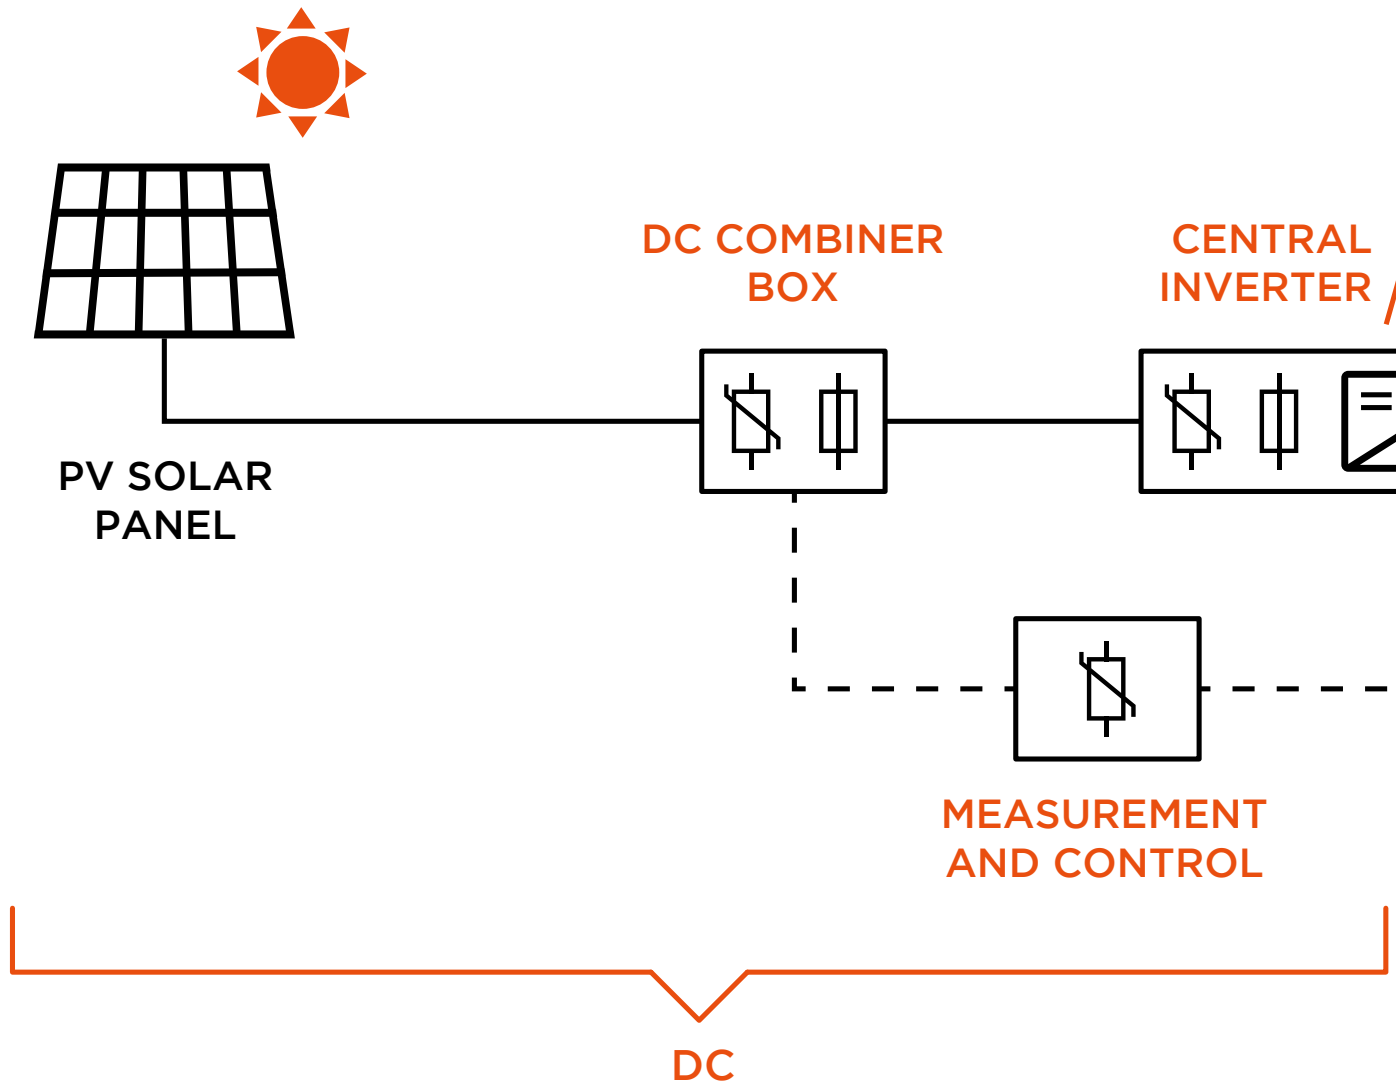 DC COMBINER
BOX
CENTRAL
INVERTER /
PV SOLAR
PANEL
MEASUREMENT
AND CONTROL
DC